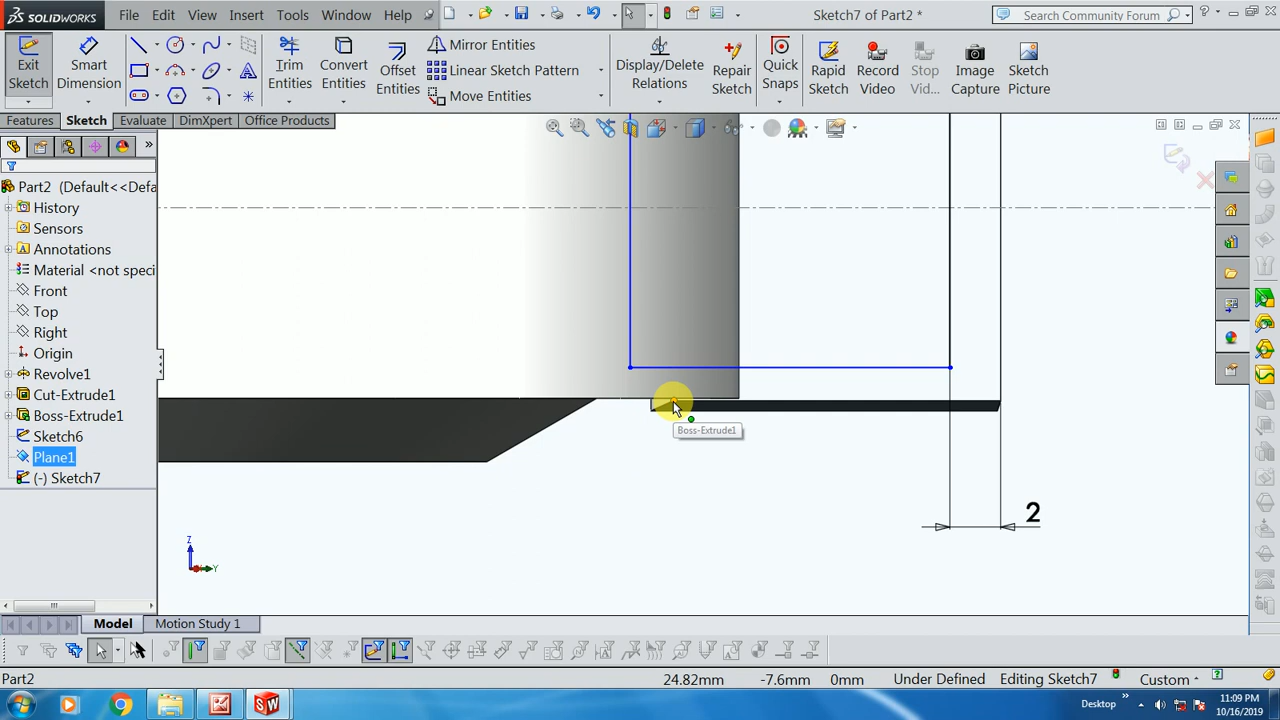 SOLIDWORKS File Edit View Insert Tools Window Help Sketch7 of Part2 * Search Community Forum
Exit Sketch
Smart Dimension
Trim Entities
Convert Entities
Offset Entities
Mirror Entities
Linear Sketch Pattern
Move Entities
Display/Delete Relations
Repair Sketch
Quick Snaps
Rapid Sketch
Record Video
Stop Vid...
Image Capture
Sketch Picture
Features Sketch Evaluate DimXpert Office Products
Part2 (Default<<Defa
History
Sensors
Annotations
Material <not speci
Front
Top
Right
Origin
Revolve1
Cut-Extrude1
Boss-Extrude1
Sketch6
Plane1
(-) Sketch7
Boss-Extrude1
2
Z
Y
Model Motion Study 1
Part2 24.82mm -7.6mm 0mm Under Defined Editing Sketch7 Custom
Desktop 11:09 PM
10/16/2019